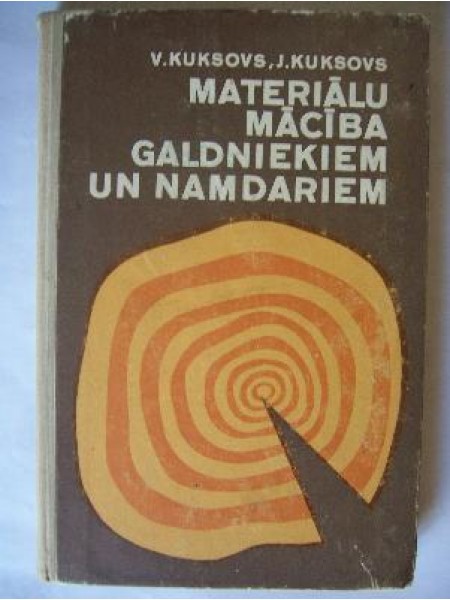 V.KUKSOVS, J.KUKSOVS
MATERIĀLU
MĀCĪBA
GALDNIEKIEM
UN NAMDARIEM